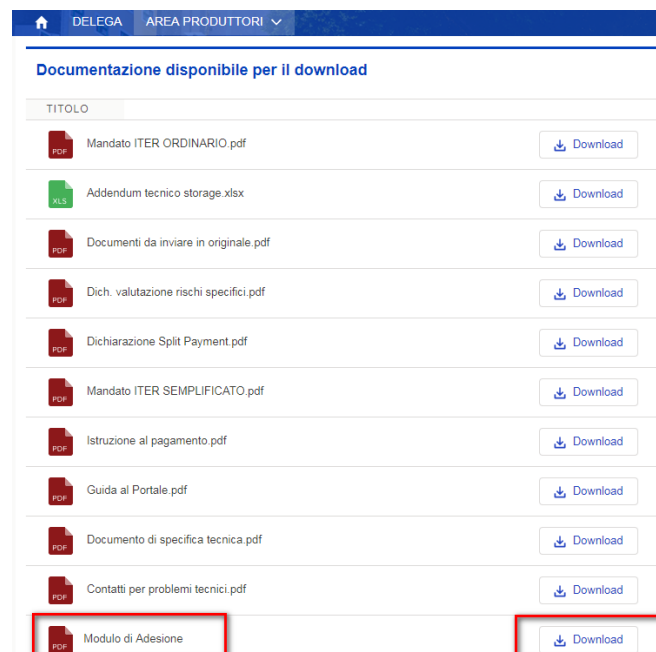 DELEGA AREA PRODUTTORI
Documentazione disponibile per il download
TITOLO
PDF Mandato ITER ORDINARIO.pdf Download
XLS Addendum tecnico storage.xlsx Download
PDF Documenti da inviare in originale.pdf Download
PDF Dich. valutazione rischi specifici.pdf Download
PDF Dichiarazione Split Payment.pdf Download
PDF Mandato ITER SEMPLIFICATO.pdf Download
PDF Istruzione al pagamento.pdf Download
PDF Guida al Portale.pdf Download
PDF Documento di specifica tecnica.pdf Download
PDF Contatti per problemi tecnici.pdf Download
PDF Modulo di Adesione Download